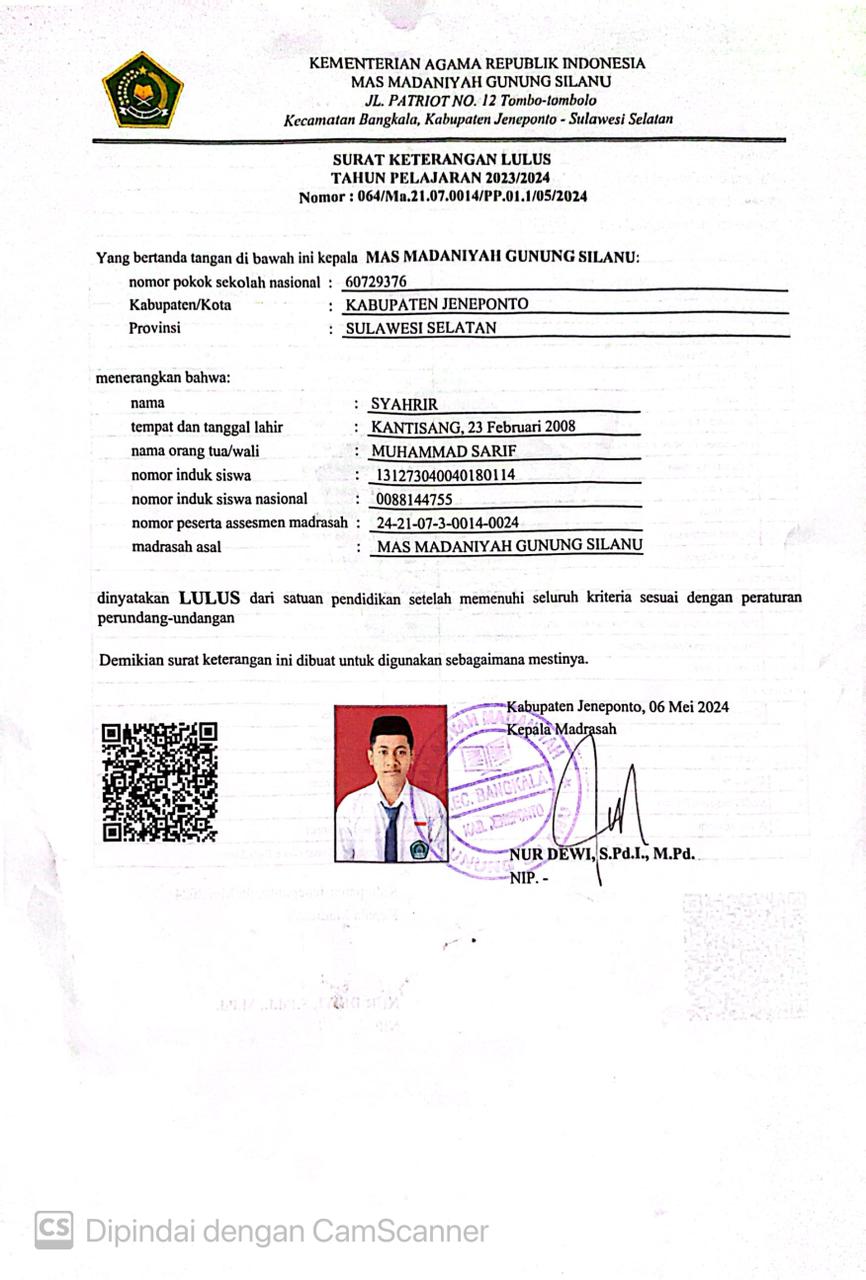 KEMENTERIAN AGAMA REPUBLIK INDONESIA
MAS MADANIYAH GUNUNG SILANU
JL. PATRIOT NO. 12 Tombo-tombolo
Kecamatan Bangkala, Kabupaten Jeneponto - Sulawesi Selatan
SURAT KETERANGAN LULUS
TAHUN PELAJARAN 2023/2024
Nomor : 064/Ma.21.07.0014/PP.01.1/05/2024
Yang bertanda tangan di bawah ini kepala MAS MADANIYAH GUNUNG SILANU:
nomor pokok sekolah nasional : 60729376
Kabupaten/Kota : KABUPATEN JENEPONTO
Provinsi : SULAWESI SELATAN
menerangkan bahwa:
nama : SYAHRIR
tempat dan tanggal lahir : KANTISANG, 23 Februari 2008
nama orang tua/wali : MUHAMMAD SARIF
nomor induk siswa : 131273040040180114
nomor induk siswa nasional : 0088144755
nomor peserta assesmen madrasah : 24-21-07-3-0014-0024
madrasah asal : MAS MADANIYAH GUNUNG SILANU
dinyatakan LULUS dari satuan pendidikan setelah memenuhi seluruh kriteria sesuai dengan peraturan
perundang-undangan
Demikian surat keterangan ini dibuat untuk digunakan sebagaimana mestinya.
Kabupaten Jeneponto, 06 Mei 2024
Kepala Madrasah
MADANIYAH
KEC. BANGKALA
KAB. JENEPONTO
GUNUNG
NUR DEWI, S.Pd.I., M.Pd.
NIP. -
CS Dipindai dengan CamScanner